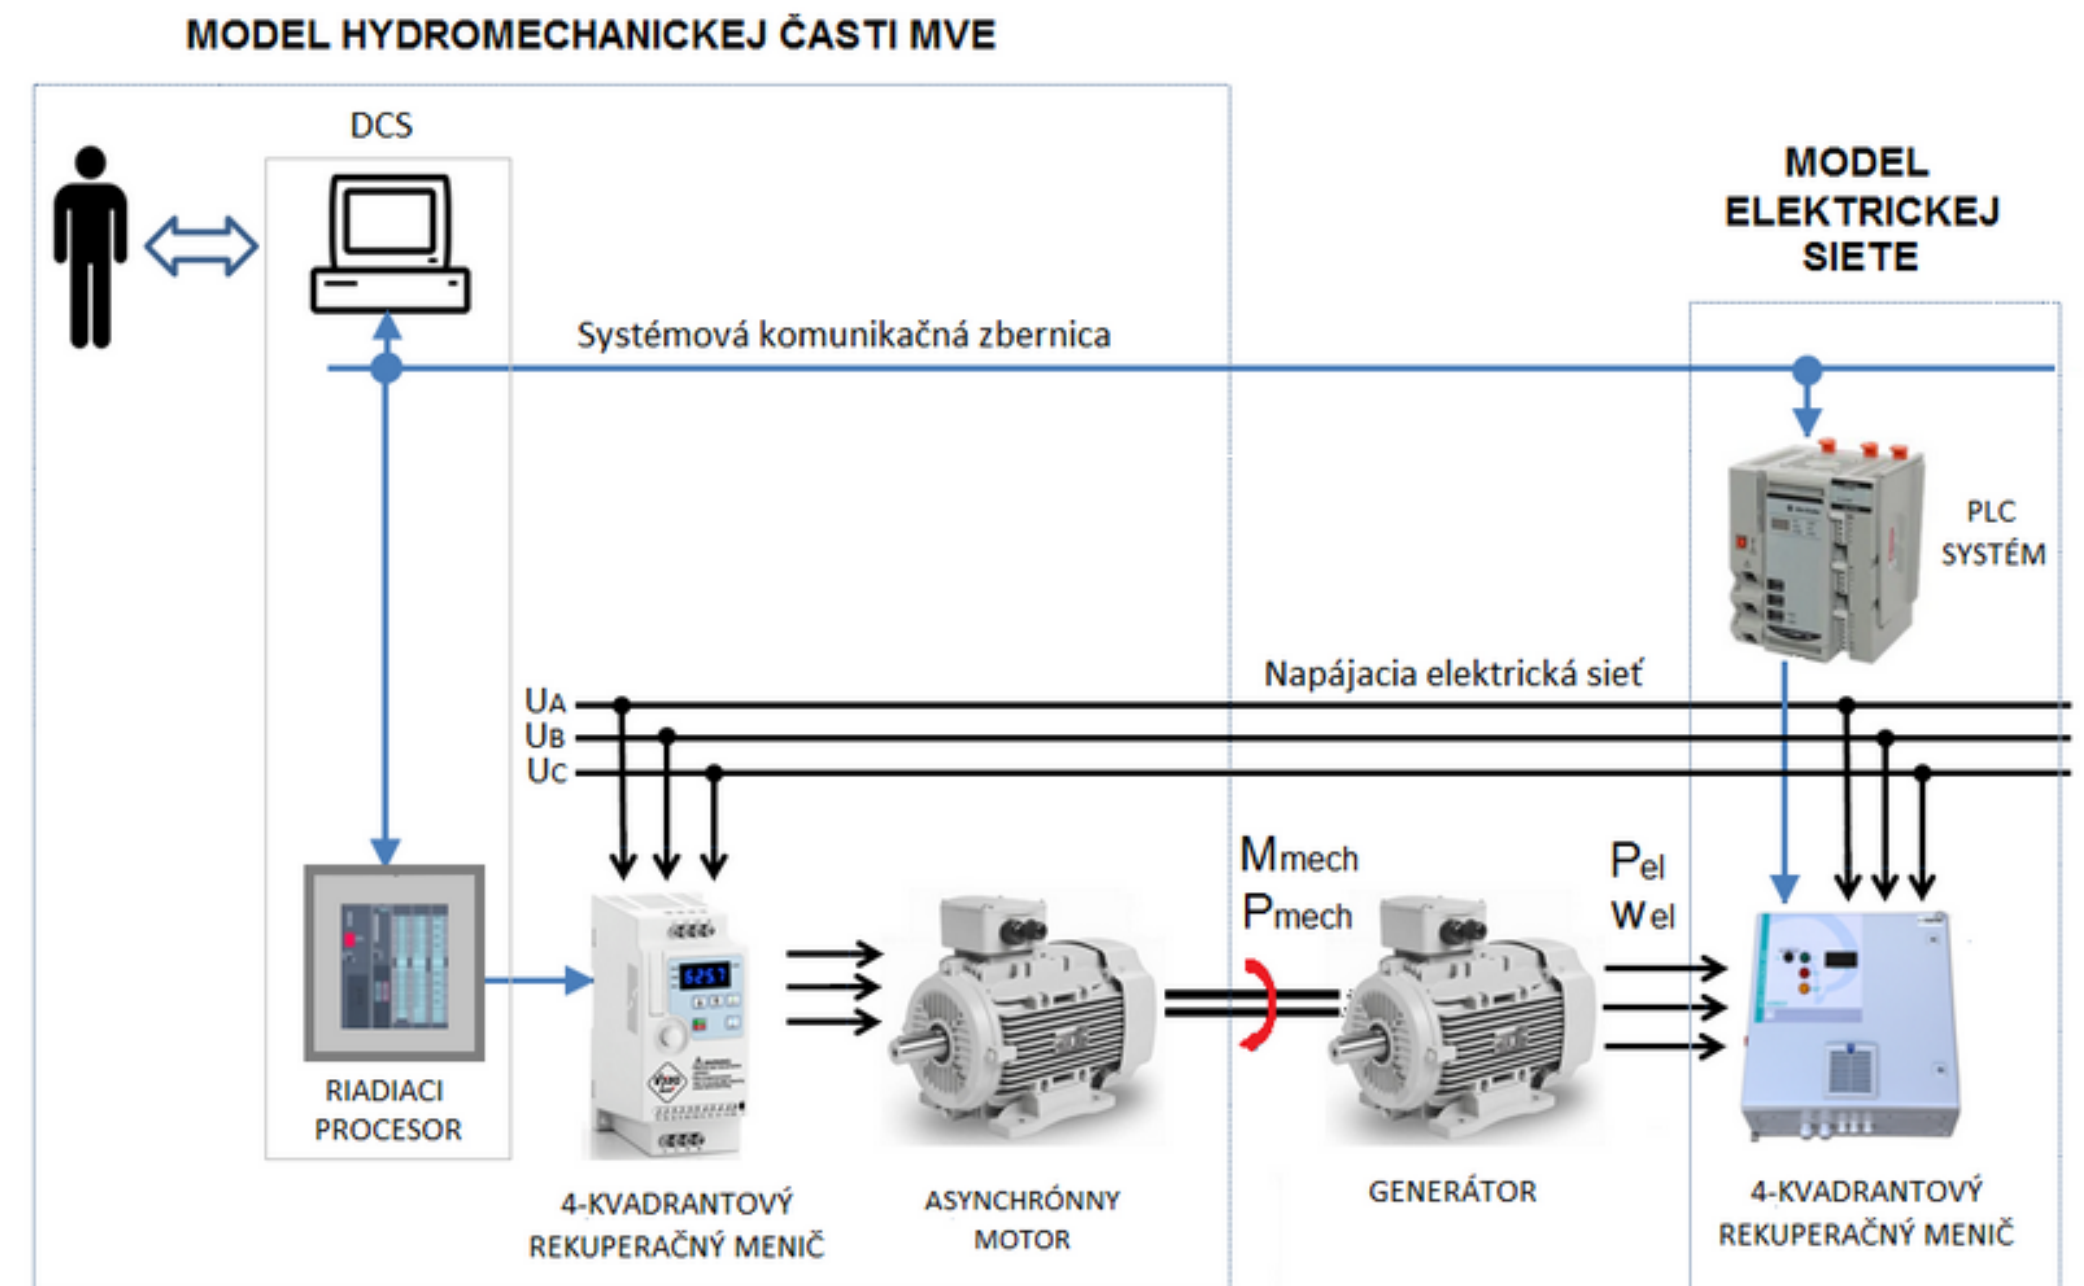 MODEL HYDROMECHANICKEJ ČASTI MVE
DCS
MODEL
ELEKTRICKEJ
SIETE
Systémová komunikačná zbernica
PLC
SYSTÉM
Napájacia elektrická sieť
UA
UB
UC
Mmech
Pmech
Pel
Wel
6257
RIADIACI
PROCESOR
4-KVADRANTOVÝ
REKUPERAČNÝ MENIČ
ASYNCHRÓNNY
MOTOR
GENERÁTOR
4-KVADRANTOVÝ
REKUPERAČNÝ MENIČ